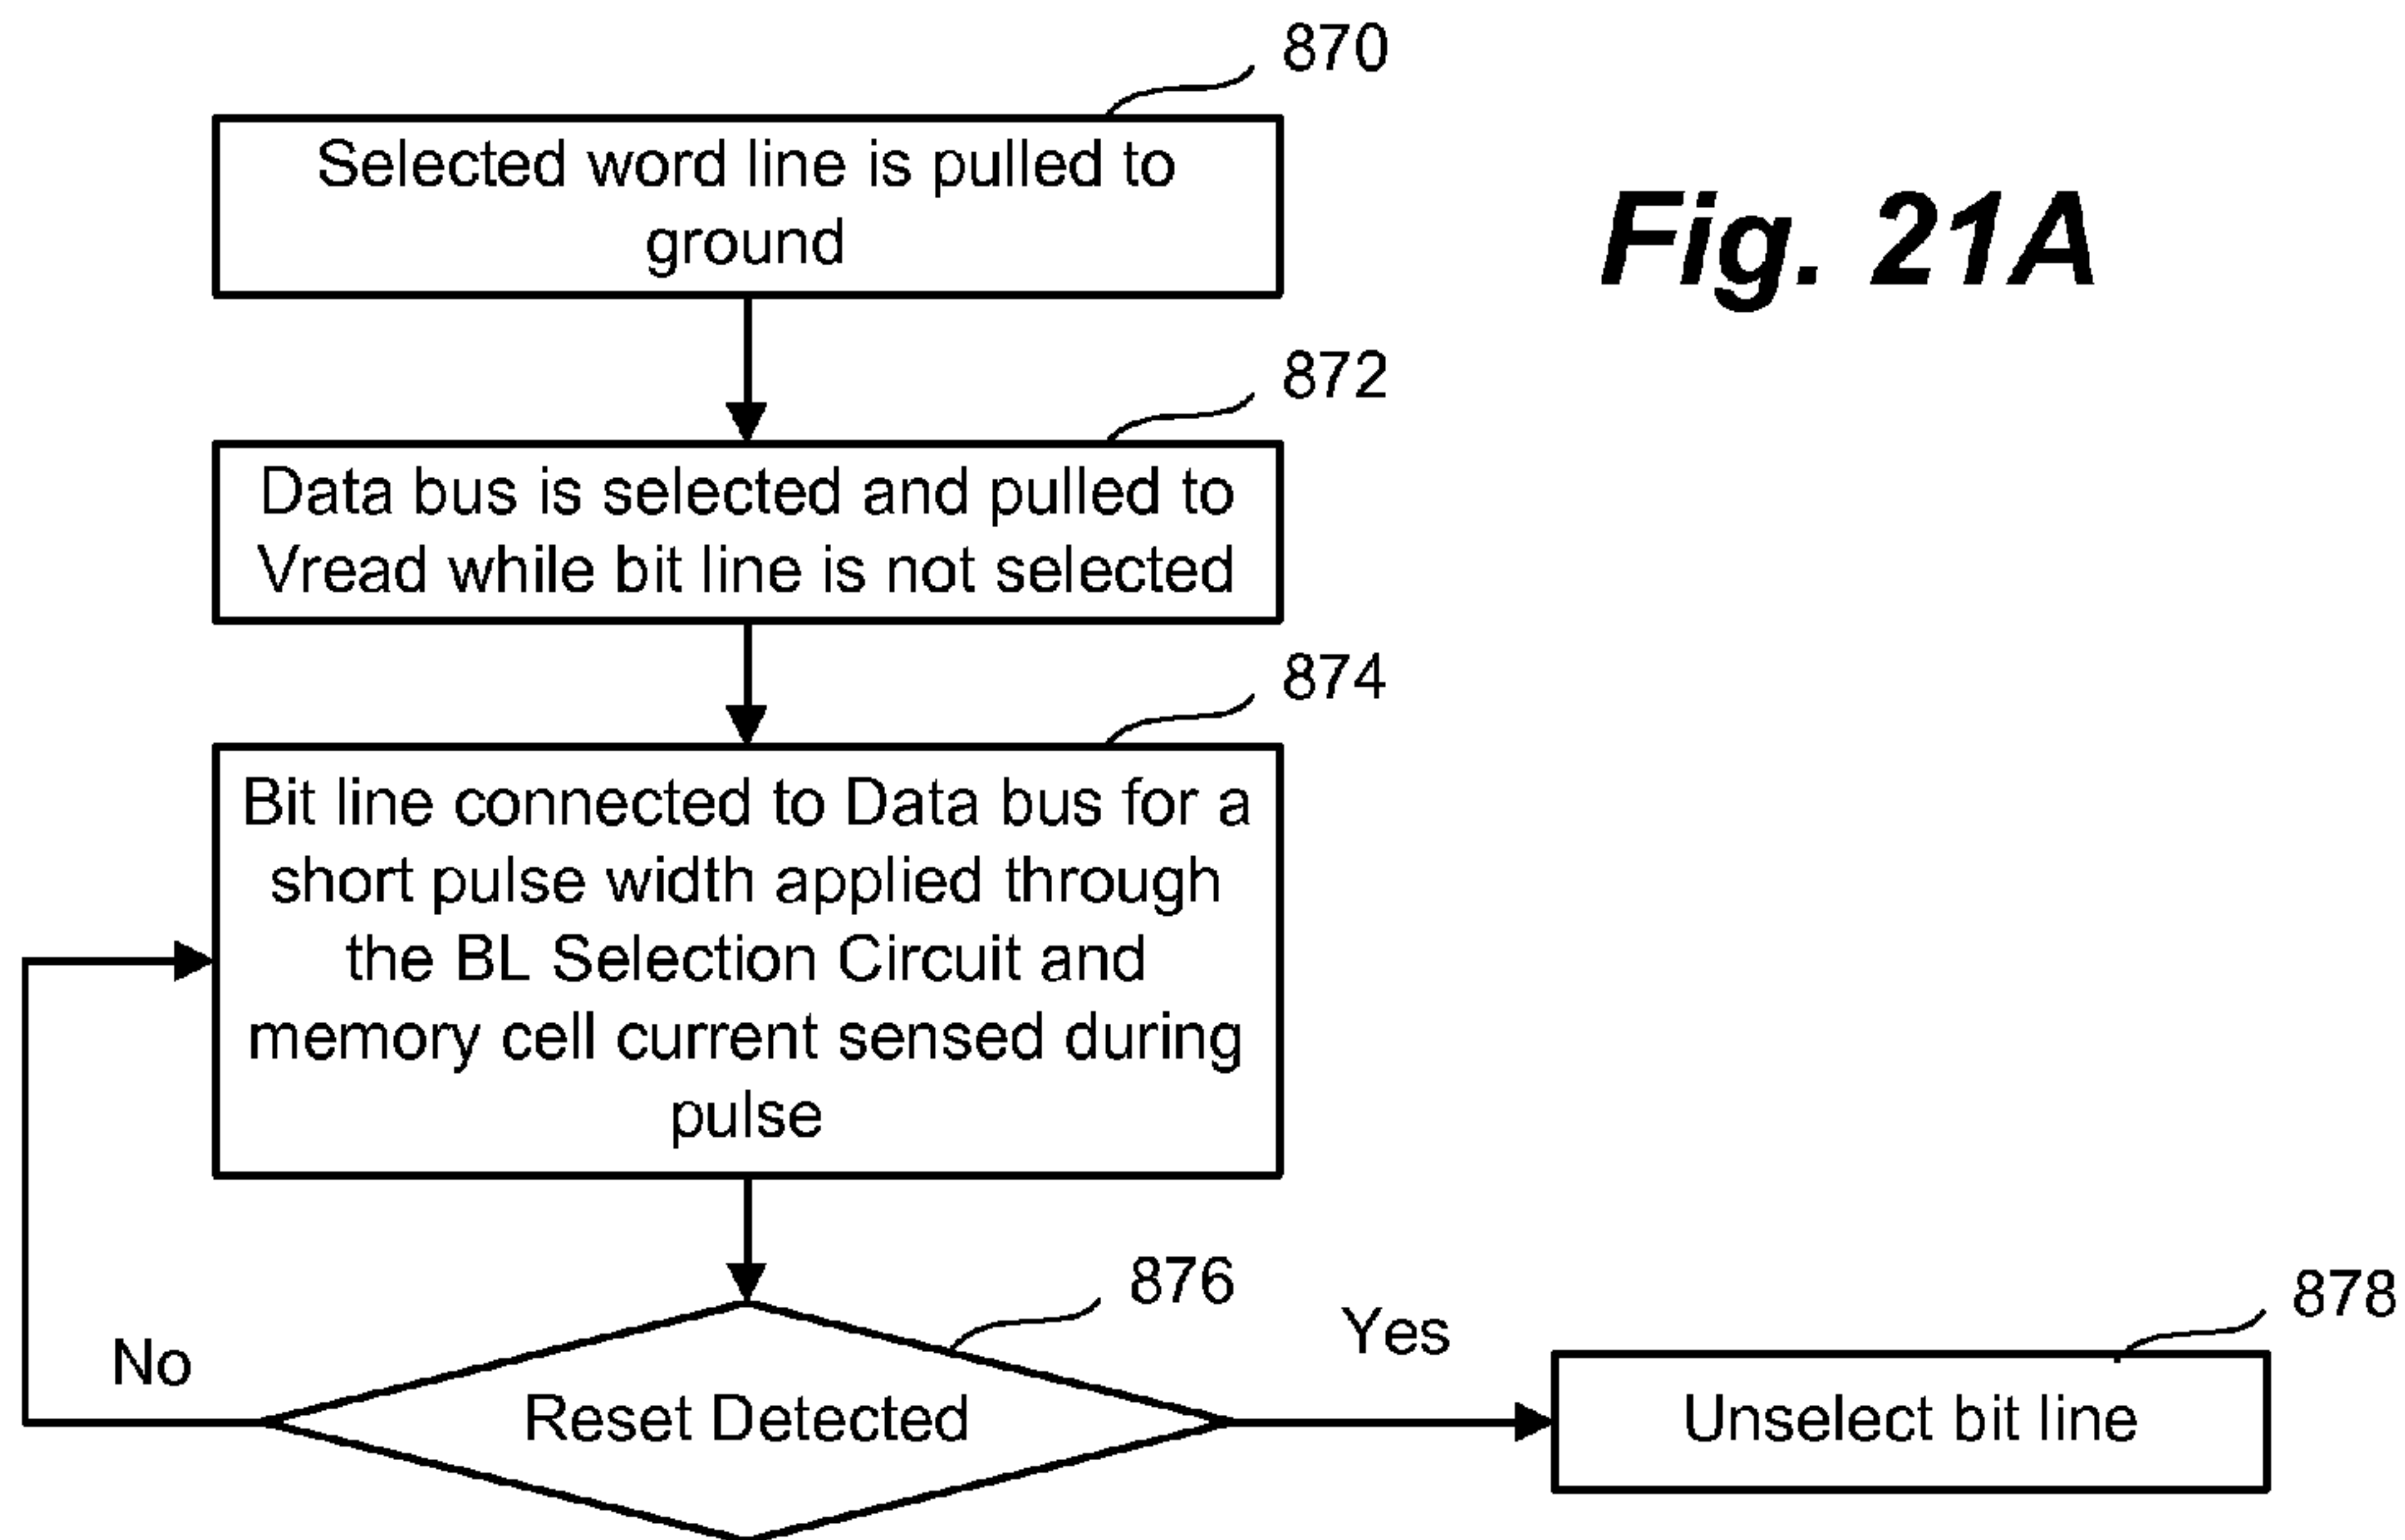 870
Selected word line is pulled to
ground
Fig. 21A
872
Data bus is selected and pulled to
Vread while bit line is not selected
874
Bit line connected to Data bus for a
short pulse width applied through
the BL Selection Circuit and
memory cell current sensed during
pulse
876
No
Reset Detected
Yes
878
Unselect bit line